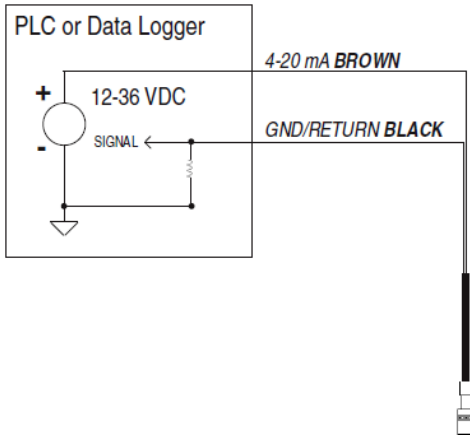 PLC or Data Logger
4-20 mA BROWN
+
12-36 VDC
GND/RETURN BLACK
SIGNAL
-